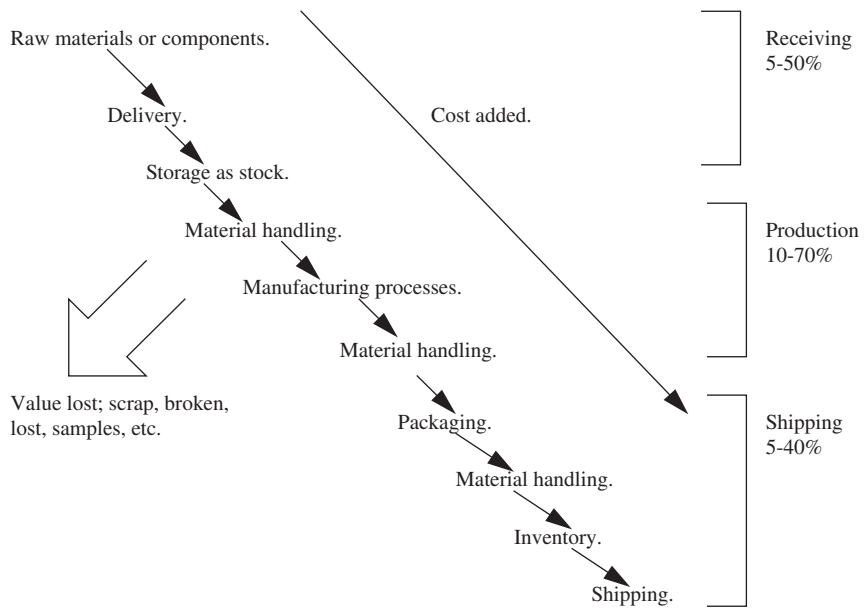 Raw materials or components.
Delivery.
Storage as stock.
Material handling.
Manufacturing processes.
Material handling.
Packaging.
Material handling.
Inventory.
Shipping.
Value lost; scrap, broken,
lost, samples, etc.
Cost added.
Receiving
5-50%
Production
10-70%
Shipping
5-40%